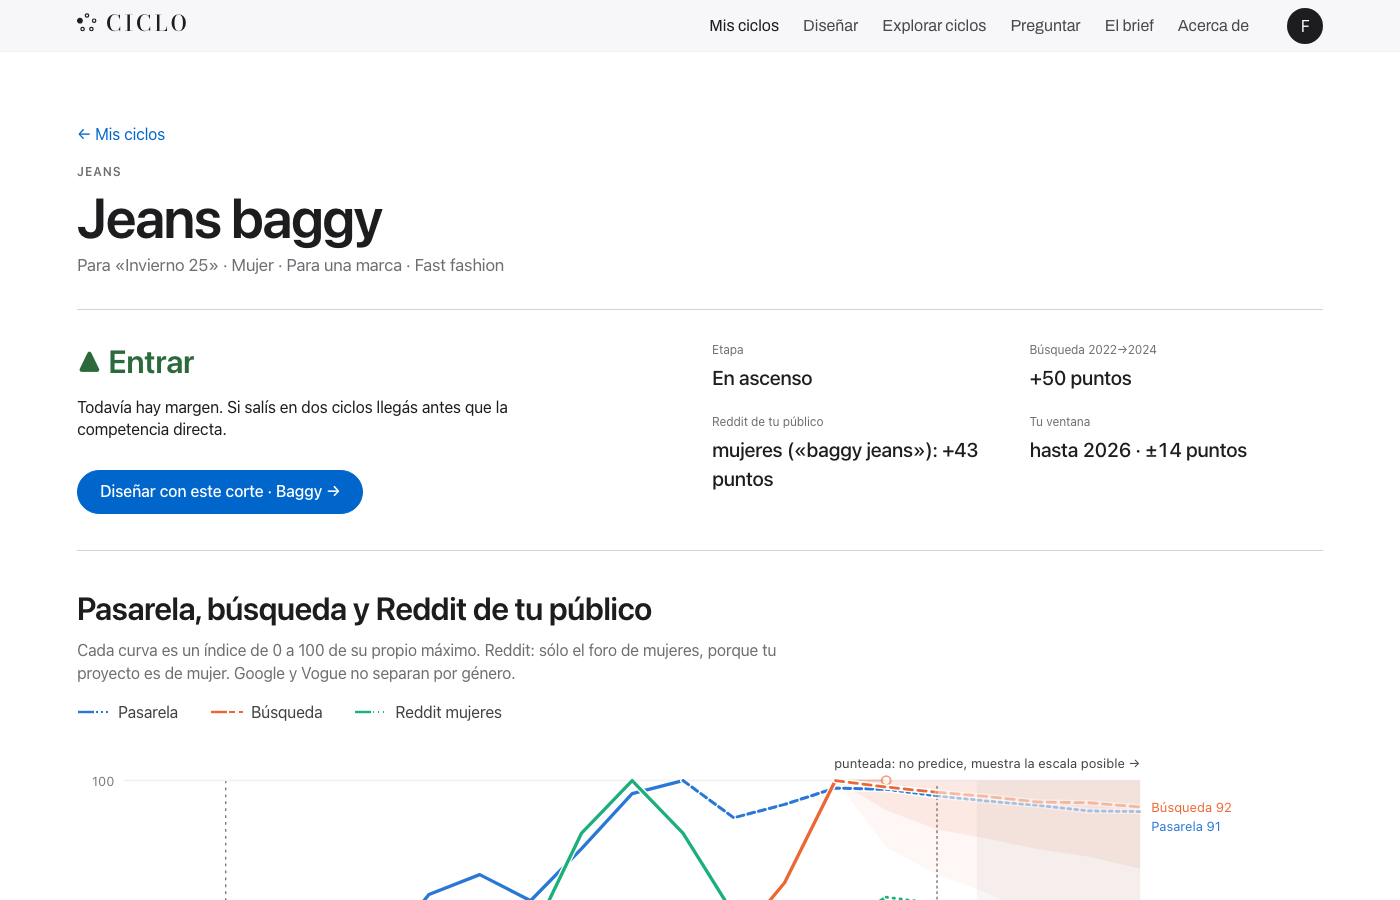 CICLO
Mis ciclos
Diseñar
Explorar ciclos
Preguntar
El brief
Acerca de
F
← Mis ciclos
JEANS
Jeans baggy
Para «Invierno 25» · Mujer · Para una marca · Fast fashion
▲ Entrar
Todavía hay margen. Si salís en dos ciclos llegás antes que la
competencia directa.
Diseñar con este corte · Baggy →
Etapa
En ascenso
Búsqueda 2022→2024
+50 puntos
Reddit de tu público
mujeres («baggy jeans»): +43
puntos
Tu ventana
hasta 2026 · ±14 puntos
Pasarela, búsqueda y Reddit de tu público
Cada curva es un índice de 0 a 100 de su propio máximo. Reddit: sólo el foro de mujeres, porque tu
proyecto es de mujer. Google y Vogue no separan por género.
Pasarela
Búsqueda
Reddit mujeres
punteada: no predice, muestra la escala posible →
100
Búsqueda 92
Pasarela 91